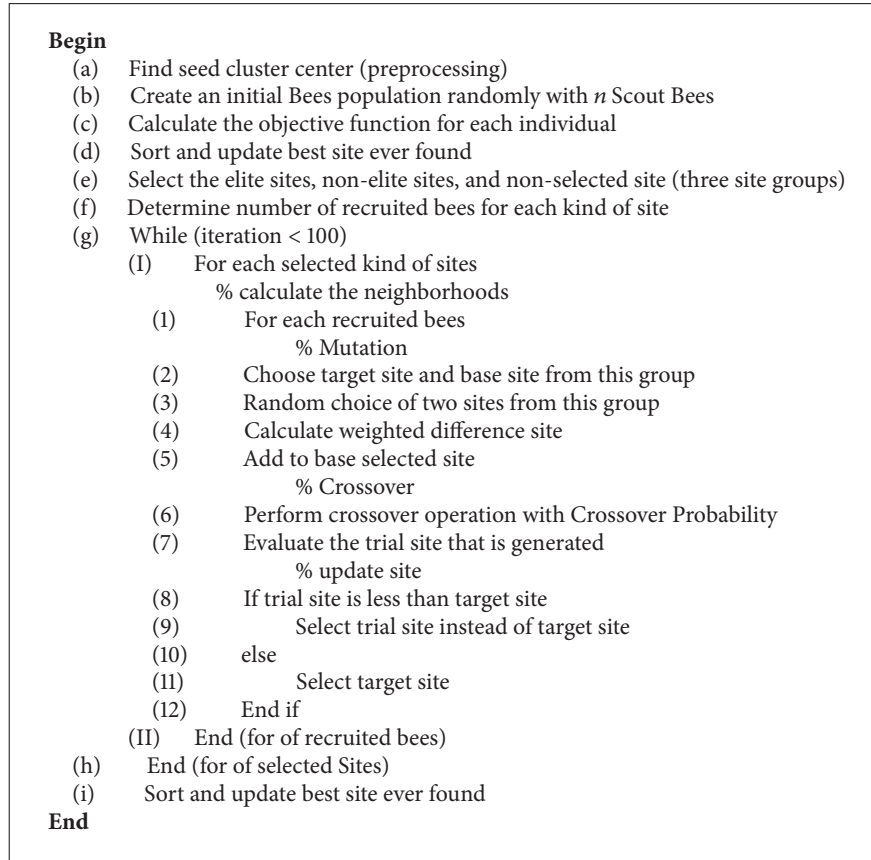 Begin
(a) Find seed cluster center (preprocessing)
(b) Create an initial Bees population randomly with n Scout Bees
(c) Calculate the objective function for each individual
(d) Sort and update best site ever found
(e) Select the elite sites, non-elite sites, and non-selected site (three site groups)
(f) Determine number of recruited bees for each kind of site
(g) While (iteration < 100)
(I) For each selected kind of sites
% calculate the neighborhoods
(1) For each recruited bees
% Mutation
(2) Choose target site and base site from this group
(3) Random choice of two sites from this group
(4) Calculate weighted difference site
(5) Add to base selected site
% Crossover
(6) Perform crossover operation with Crossover Probability
(7) Evaluate the trial site that is generated
% update site
(8) If trial site is less than target site
(9) Select trial site instead of target site
(10) else
(11) Select target site
(12) End if
(II) End (for of recruited bees)
(h) End (for of selected Sites)
(i) Sort and update best site ever found
End